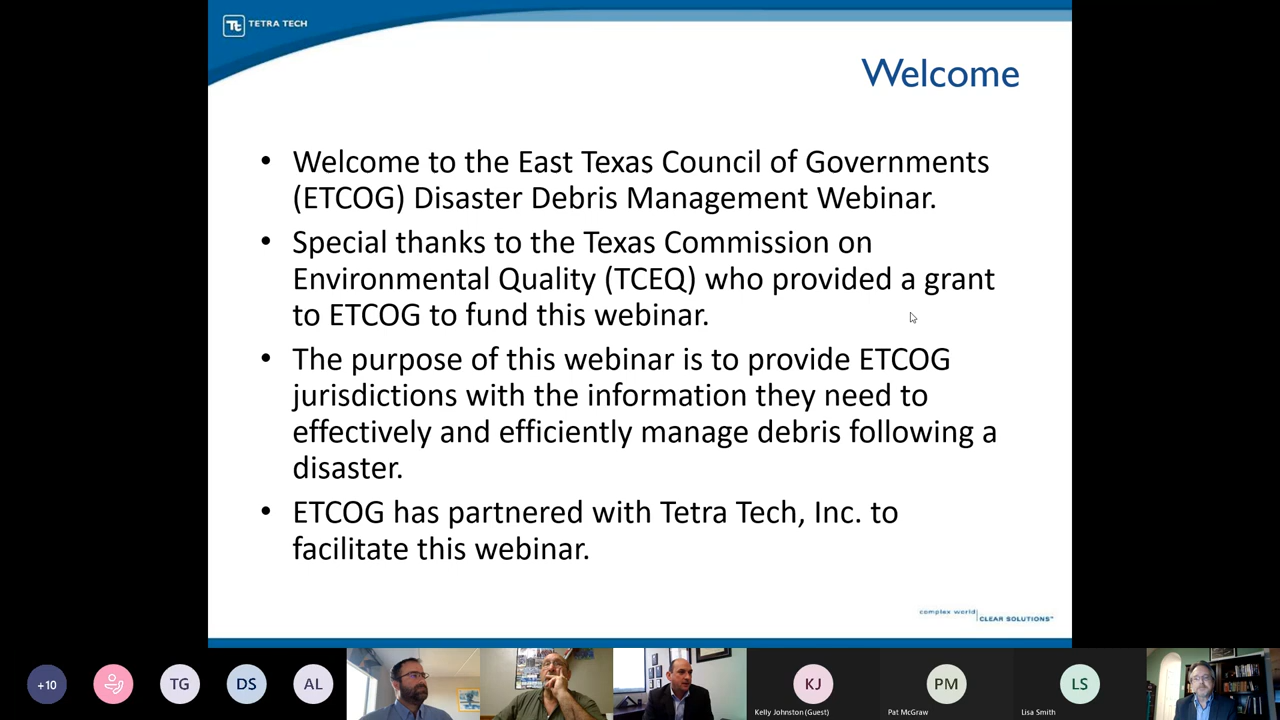 Tt TETRA TECH
Welcome
• Welcome to the East Texas Council of Governments
(ETCOG) Disaster Debris Management Webinar.
• Special thanks to the Texas Commission on
Environmental Quality (TCEQ) who provided a grant
to ETCOG to fund this webinar.
• The purpose of this webinar is to provide ETCOG
jurisdictions with the information they need to
effectively and efficiently manage debris following a
disaster.
• ETCOG has partnered with Tetra Tech, Inc. to
facilitate this webinar.
complex world
CLEAR SOLUTIONS™
+10
TG
DS
AL
KJ
PM
LS
Kelly Johnston (Guest)
Pat McGraw
Lisa Smith